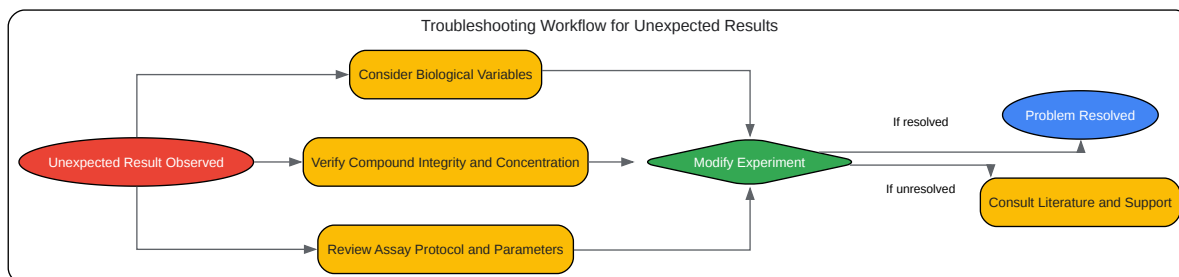 Troubleshooting Workflow for Unexpected Results
Consider Biological Variables
If resolved
Problem Resolved
Unexpected Result Observed
Verify Compound Integrity and Concentration
Modify Experiment
If unresolved
Consult Literature and Support
Review Assay Protocol and Parameters